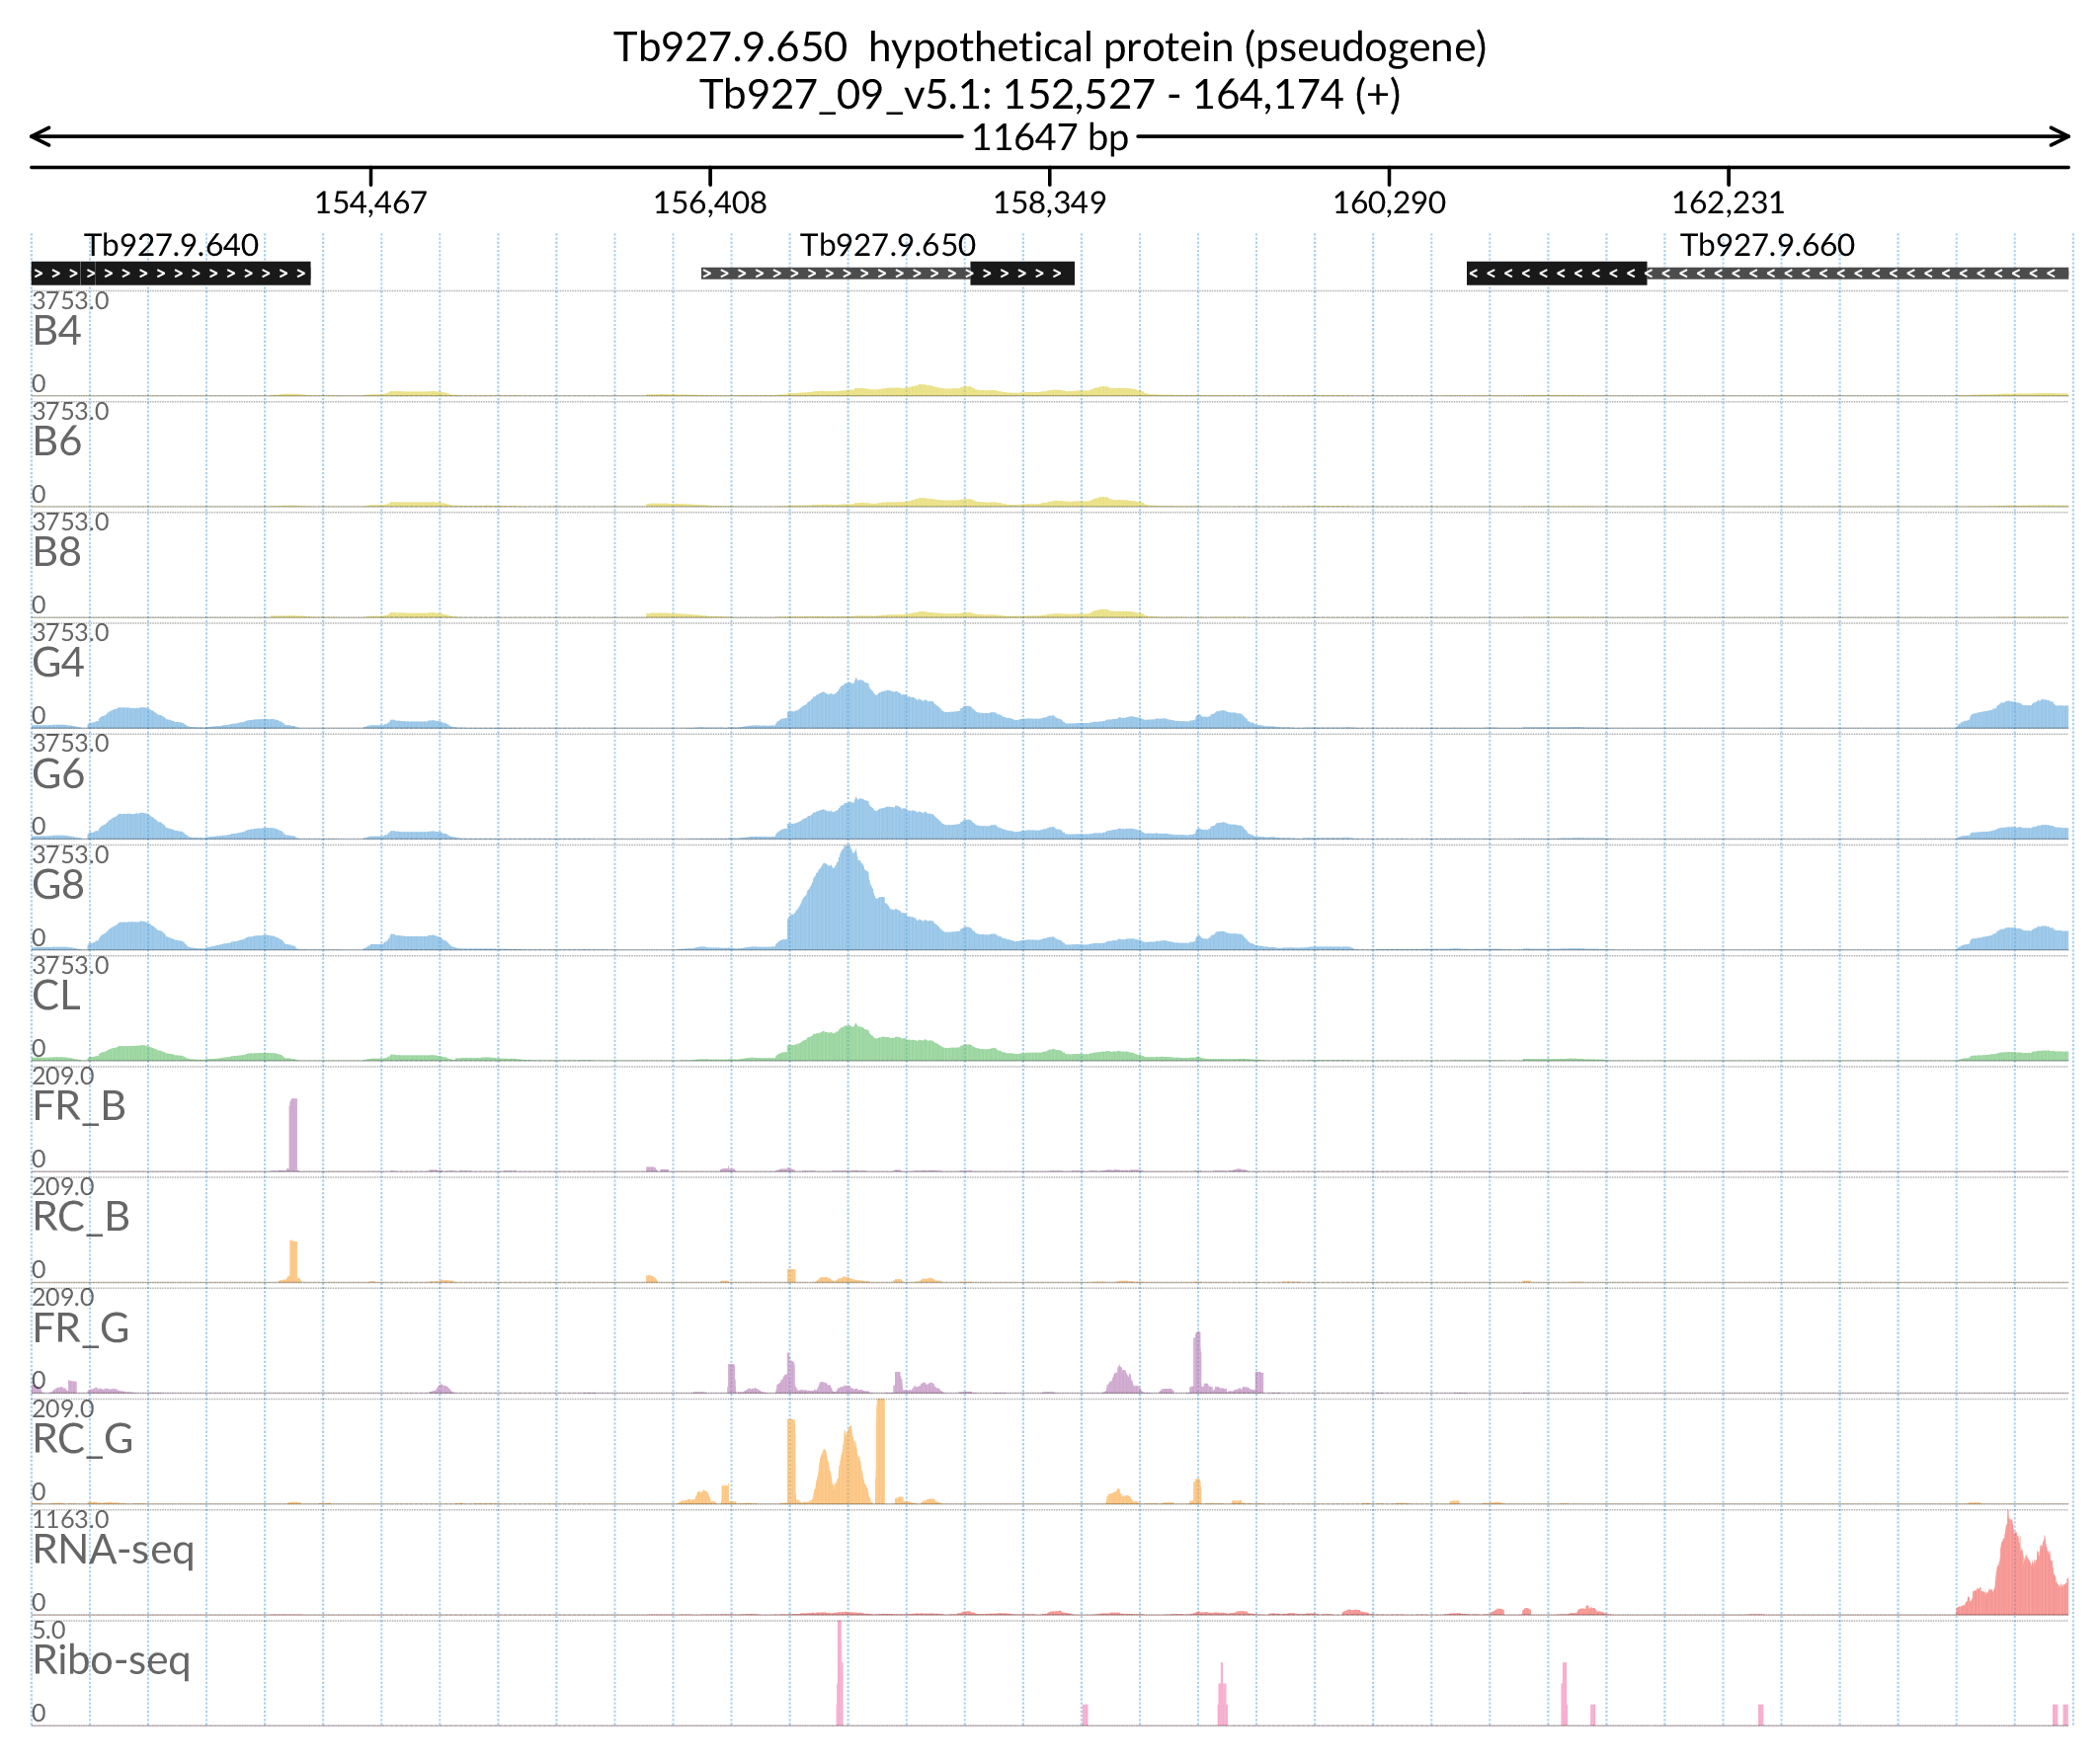 Tb927.9.650 hypothetical protein (pseudogene)
Tb927_09_v5.1: 152,527 - 164,174 (+)
11647 bp
154,467 156,408 158,349 160,290 162,231
Tb927.9.640 Tb927.9.650 Tb927.9.660
3753.0
B4
0
3753.0
B6
0
3753.0
B8
0
3753.0
G4
0
3753.0
G6
0
3753.0
G8
0
3753.0
CL
0
209.0
FR_B
0
209.0
RC_B
0
209.0
FR_G
0
209.0
RC_G
0
1163.0
RNA-seq
0
5.0
Ribo-seq
0